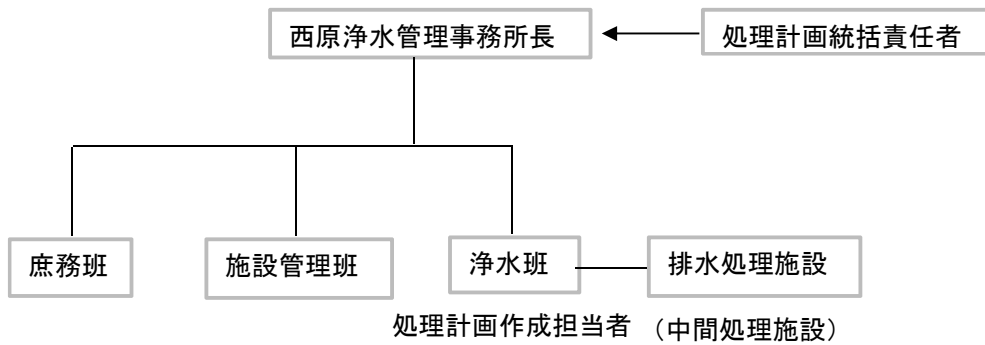 西原浄水管理事務所長
処理計画統括責任者
庶務班
施設管理班
浄水班
排水処理施設
処理計画作成担当者
（中間処理施設）